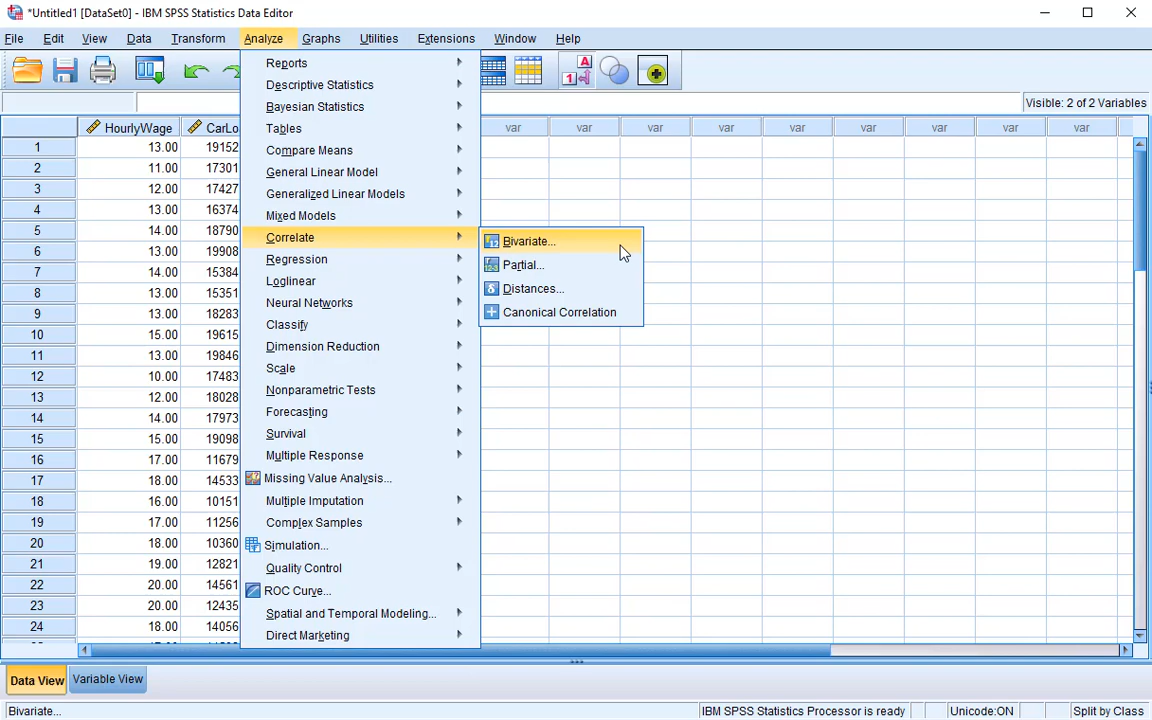 *Untitled1 [DataSet0] - IBM SPSS Statistics Data Editor
File Edit View Data Transform Analyze Graphs Utilities Extensions Window Help
Visible: 2 of 2 Variables
HourlyWage CarLo var var var var var var var var var
1 13.00 19152
2 11.00 17301
3 12.00 17427
4 13.00 16374
5 14.00 18790
6 13.00 19908
7 14.00 15384
8 13.00 15351
9 13.00 18283
10 15.00 19615
11 13.00 19846
12 10.00 17483
13 12.00 18028
14 14.00 17973
15 15.00 19098
16 17.00 11679
17 18.00 14533
18 16.00 10151
19 17.00 11256
20 18.00 10360
21 19.00 12821
22 20.00 14561
23 20.00 12435
24 18.00 14056
Reports
Descriptive Statistics
Bayesian Statistics
Tables
Compare Means
General Linear Model
Generalized Linear Models
Mixed Models
Correlate
Regression
Loglinear
Neural Networks
Classify
Dimension Reduction
Scale
Nonparametric Tests
Forecasting
Survival
Multiple Response
Missing Value Analysis...
Multiple Imputation
Complex Samples
Simulation...
Quality Control
ROC Curve...
Spatial and Temporal Modeling...
Direct Marketing
Bivariate...
Partial...
Distances...
Canonical Correlation
Data View Variable View
Bivariate... IBM SPSS Statistics Processor is ready Unicode:ON Split by Class